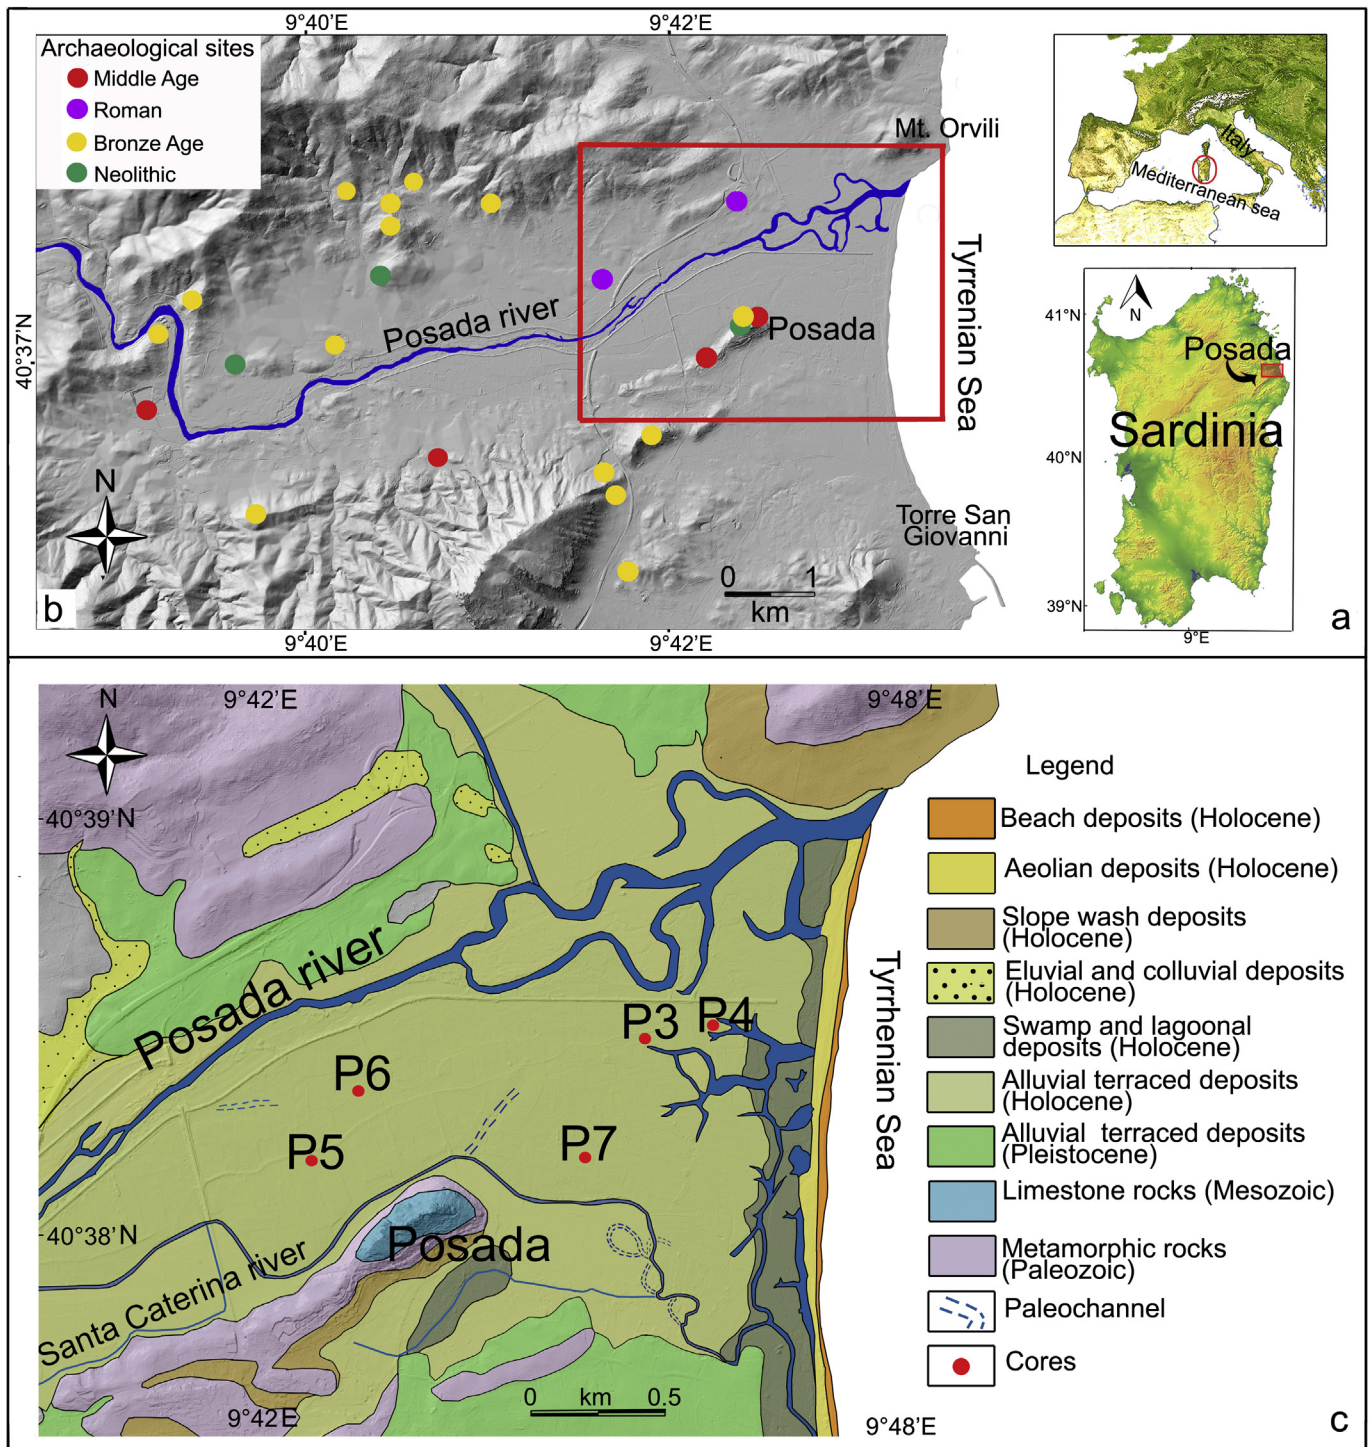 9°40'E
9°42'E
Archaeological sites
Middle Age
Roman
Bronze Age
Neolithic
Mt. Orvili
Posada river
Posada
Tyrrenian Sea
40°37'N
N
Torre San
Giovanni
0 1
km
b
9°40'E
9°42'E
Italy
Mediterranean sea
N
41°N
Posada
Sardinia
40°N
39°N
9°E
a
N
9°42'E
9°48'E
40°39'N
Posada river
P3
P4
P6
P5
P7
Tyrrhenian Sea
40°38'N
Posada
Santa Caterina river
0 km 0.5
9°42'E
9°48'E
Legend
Beach deposits (Holocene)
Aeolian deposits (Holocene)
Slope wash deposits
(Holocene)
Eluvial and colluvial deposits
(Holocene)
Swamp and lagoonal
deposits (Holocene)
Alluvial terraced deposits
(Holocene)
Alluvial terraced deposits
(Pleistocene)
Limestone rocks (Mesozoic)
Metamorphic rocks
(Paleozoic)
Paleochannel
Cores
c